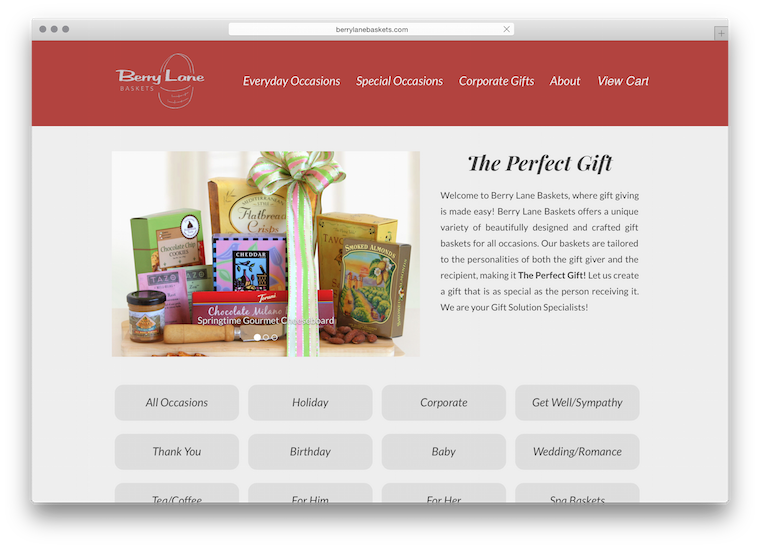 berrylanebaskets.com
Berry Lane
BASKETS
Everyday Occasions Special Occasions Corporate Gifts About View Cart
The Perfect Gift
Welcome to Berry Lane Baskets, where gift giving
is made easy! Berry Lane Baskets offers a unique
variety of beautifully designed and crafted gift
baskets for all occasions. Our baskets are tailored
to the personalities of both the gift giver and the
recipient, making it The Perfect Gift! Let us create
a gift that is as special as the person receiving it.
We are your Gift Solution Specialists!
Flatbread
Crisps
Chocolate Chip
COOKIES
CHEDDAR
SMOKED ALMONDS
TAZO TAZO
Torani
Chocolate Milano
Springtime Gourmet Cheeseboard
All Occasions Holiday Corporate Get Well/Sympathy
Thank You Birthday Baby Wedding/Romance
Tea/Coffee For Him For Her Spa Baskets